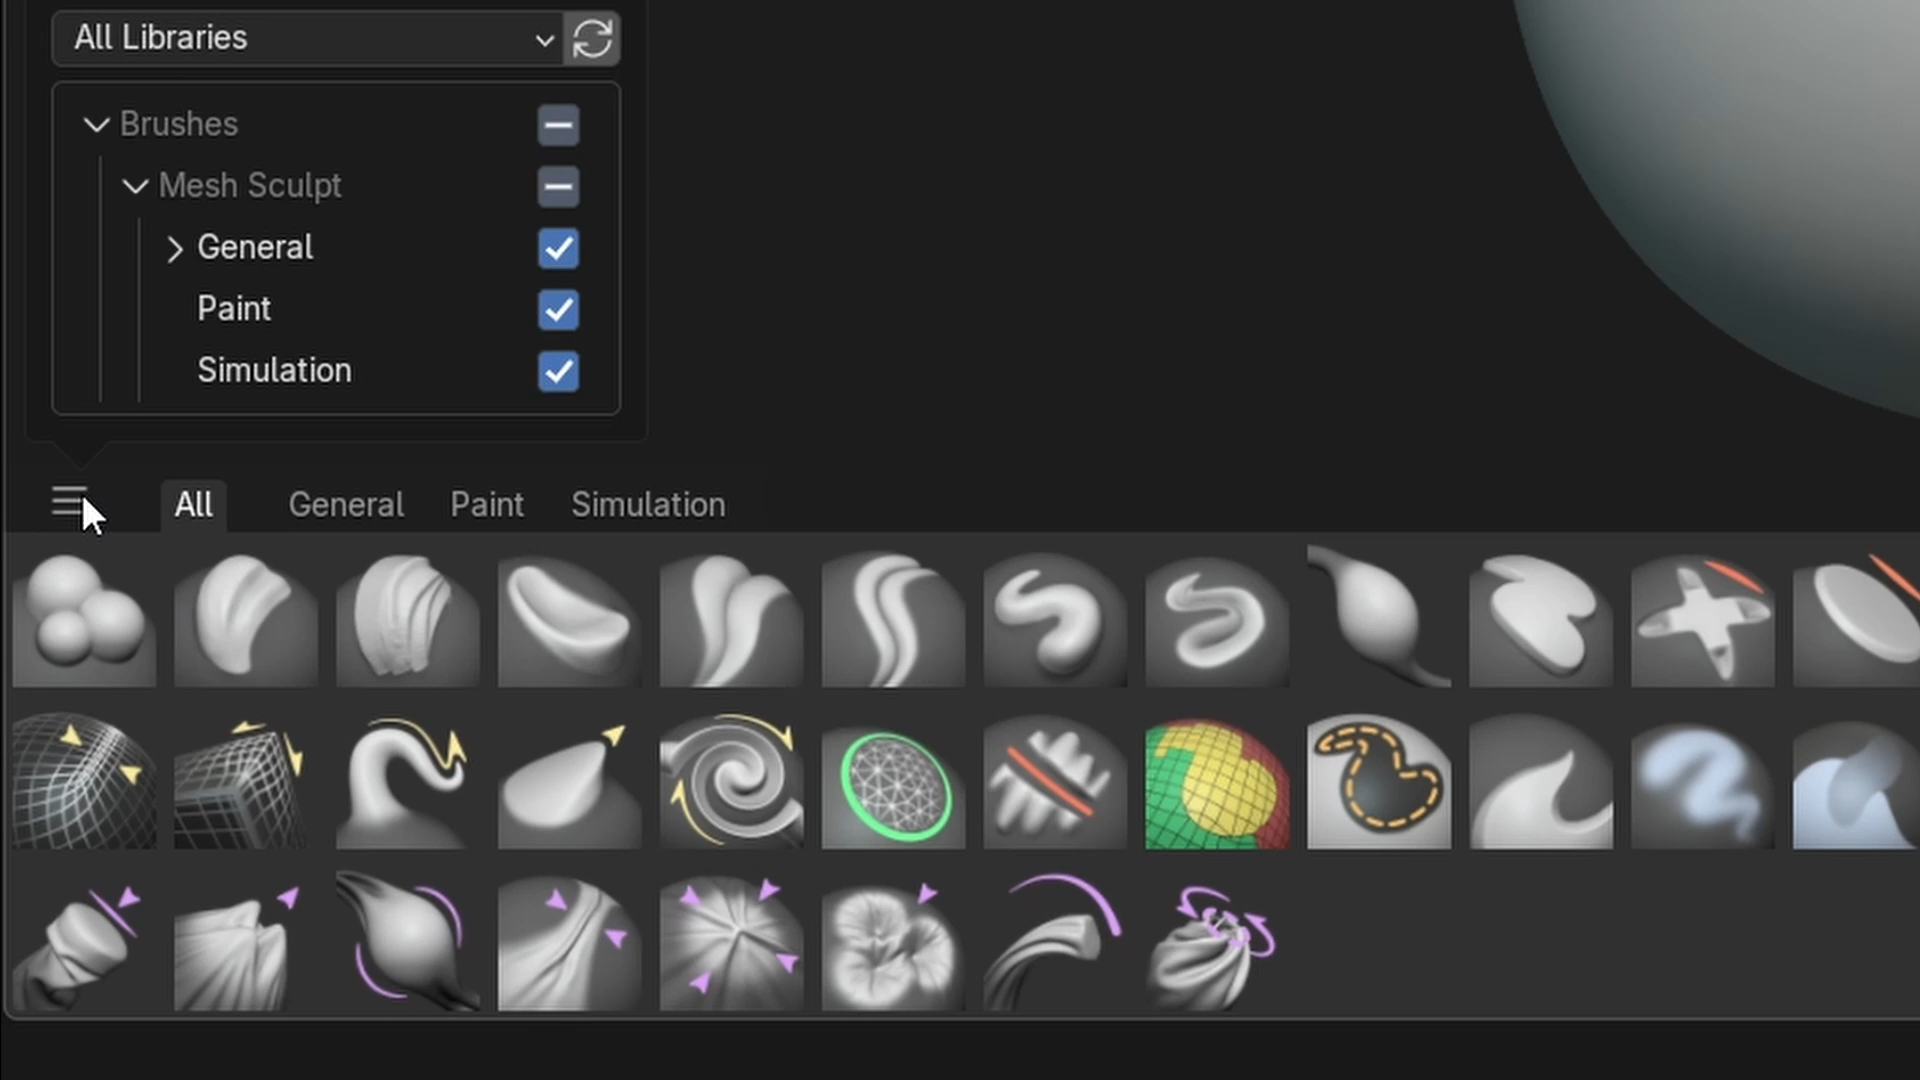 All Libraries
Brushes
Mesh Sculpt
General
Paint
Simulation
All General Paint Simulation